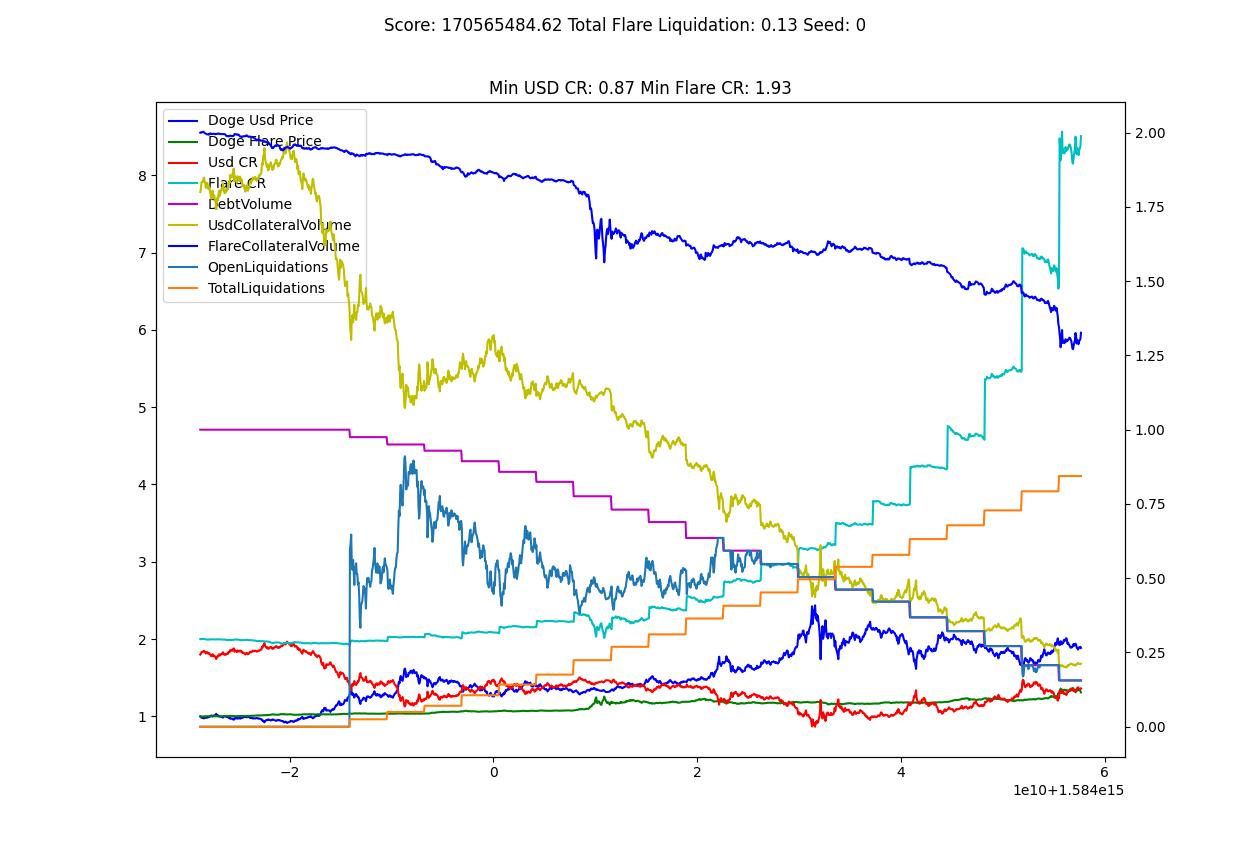 Score: 170565484.62 Total Flare Liquidation: 0.13 Seed: 0
Min USD CR: 0.87 Min Flare CR: 1.93
Doge Usd Price
Doge Flare Price
Usd CR
Flare CR
DebtVolume
UsdCollateralVolume
FlareCollateralVolume
OpenLiquidations
TotalLiquidations
8
7
6
5
4
3
2
1
2.00
1.75
1.50
1.25
1.00
0.75
0.50
0.25
0.00
−2
0
2
4
6
1e10+1.584e15